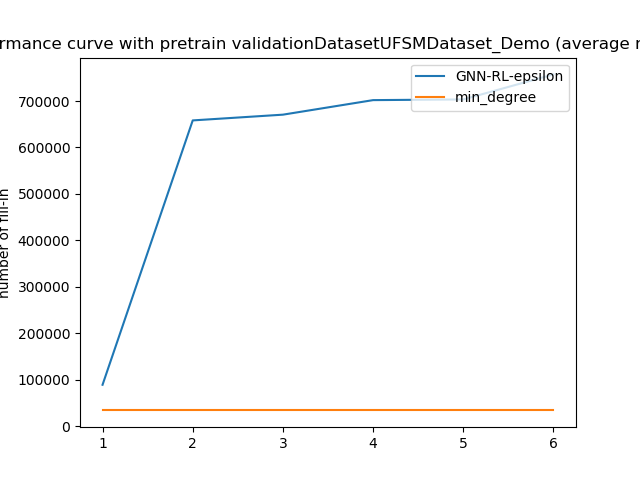 rmance curve with pretrain validationDatasetUFSMDataset_Demo (average
GNN-RL-epsilon
min_degree
number of fill-in
700000
600000
500000
400000
300000
200000
100000
0
1 2 3 4 5 6